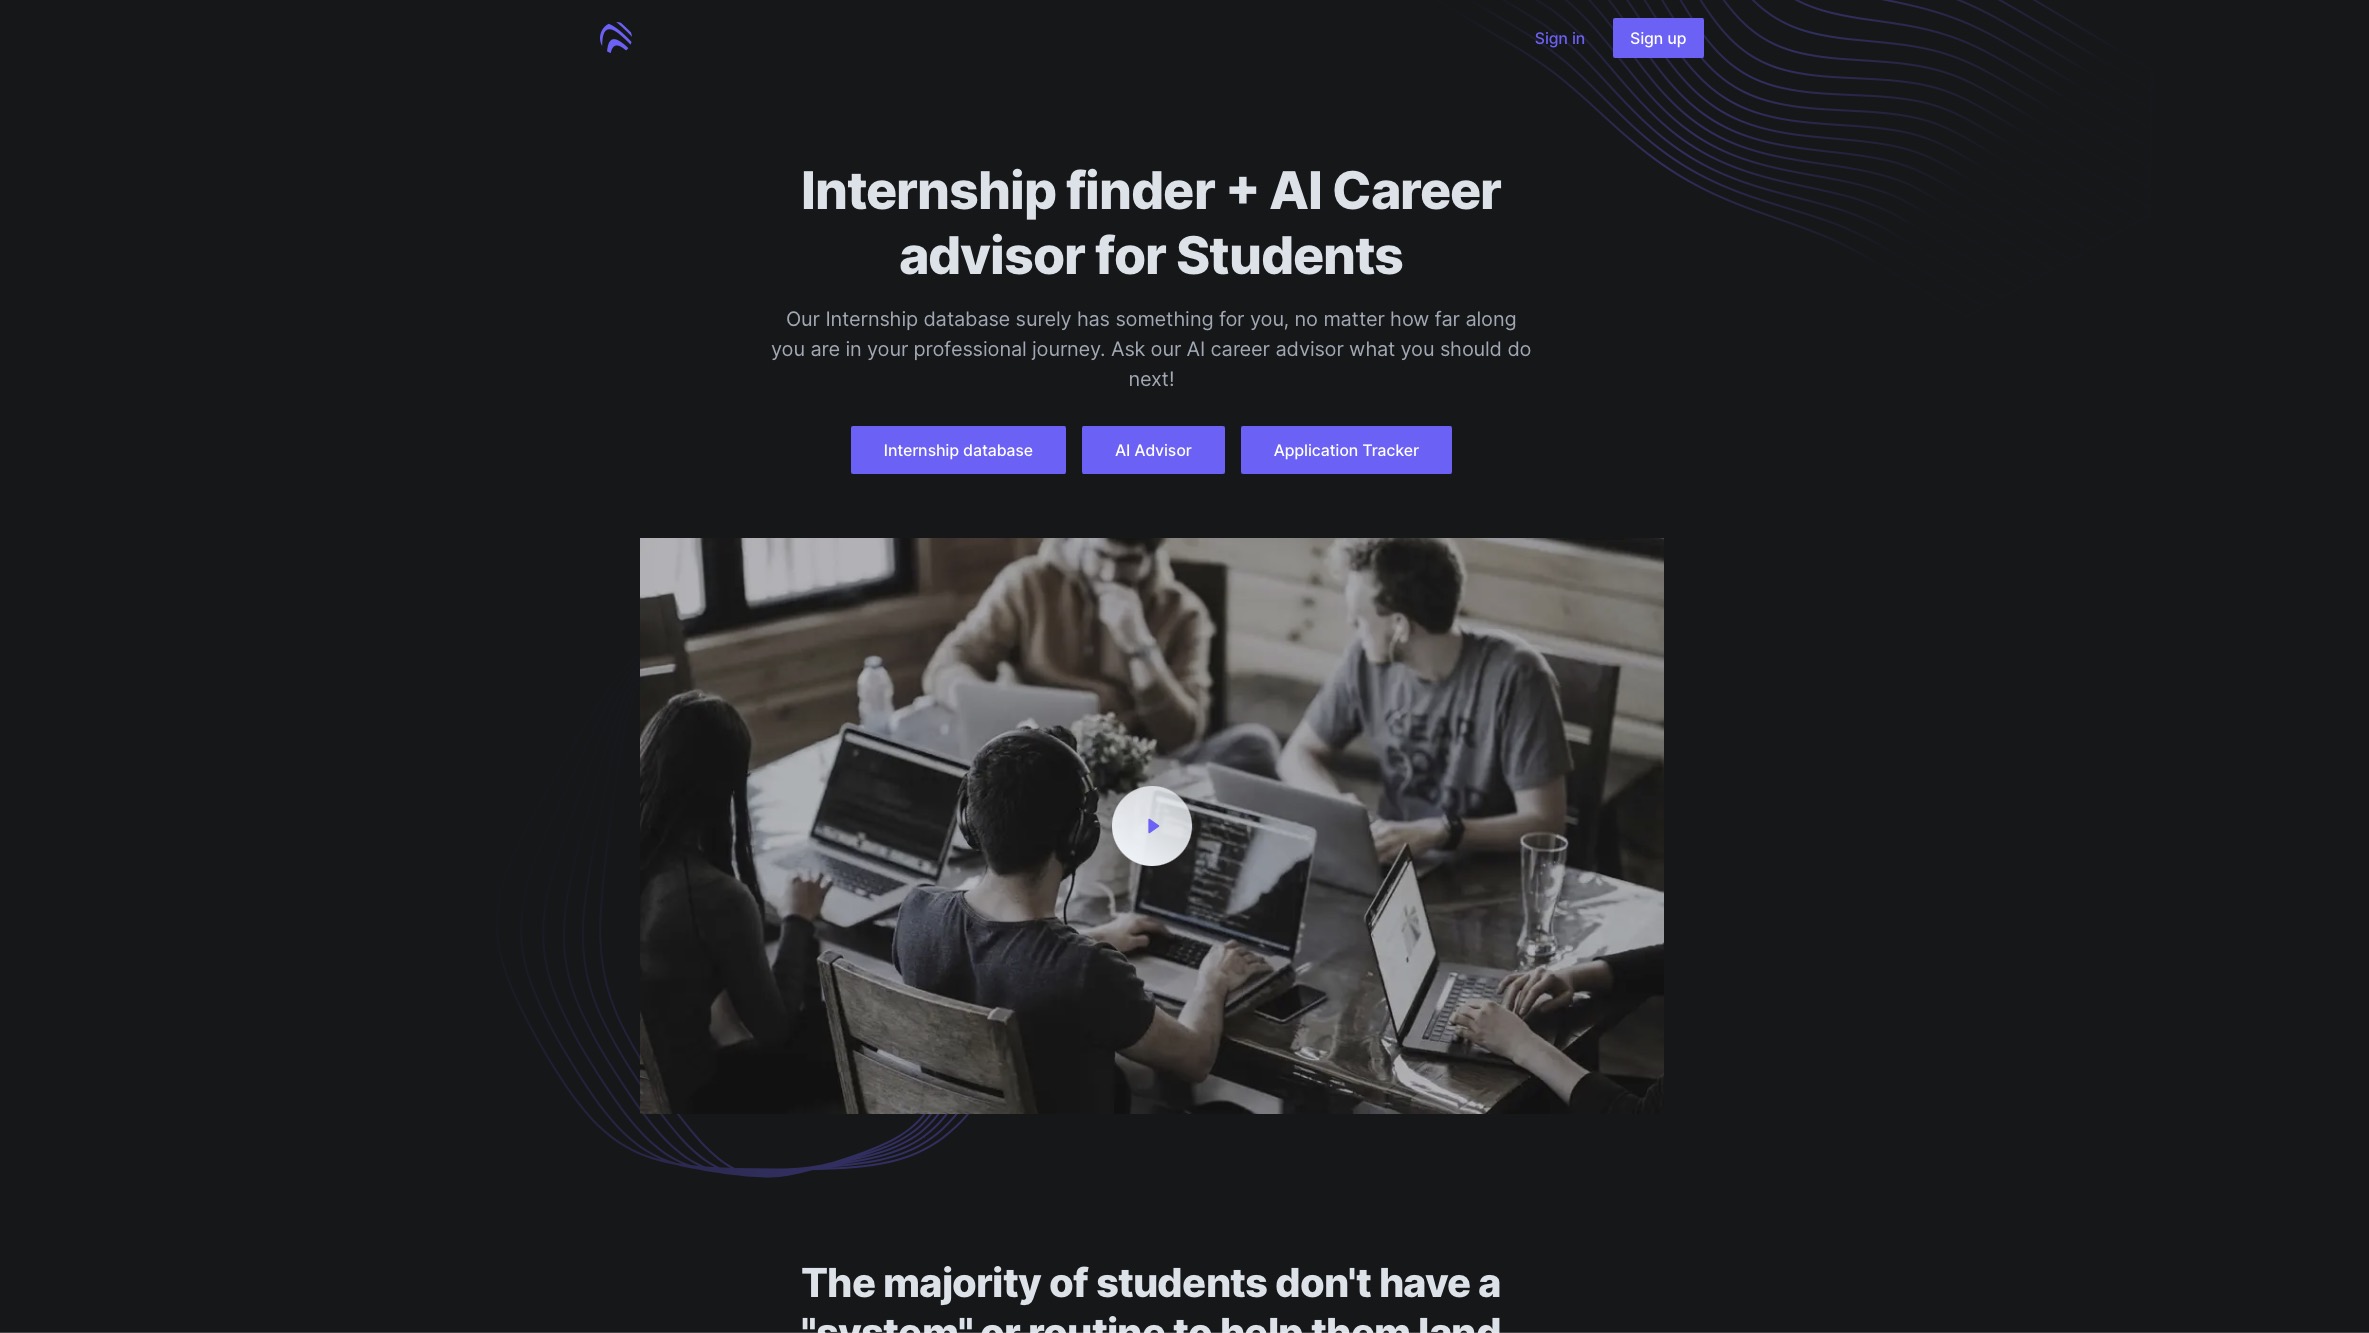 Sign in
Sign up
Internship finder + AI Career
advisor for Students
Our Internship database surely has something for you, no matter how far along
you are in your professional journey. Ask our AI career advisor what you should do
next!
Internship database
AI Advisor
Application Tracker
GEAR
The majority of students don't have a
"system" or routine to help them land